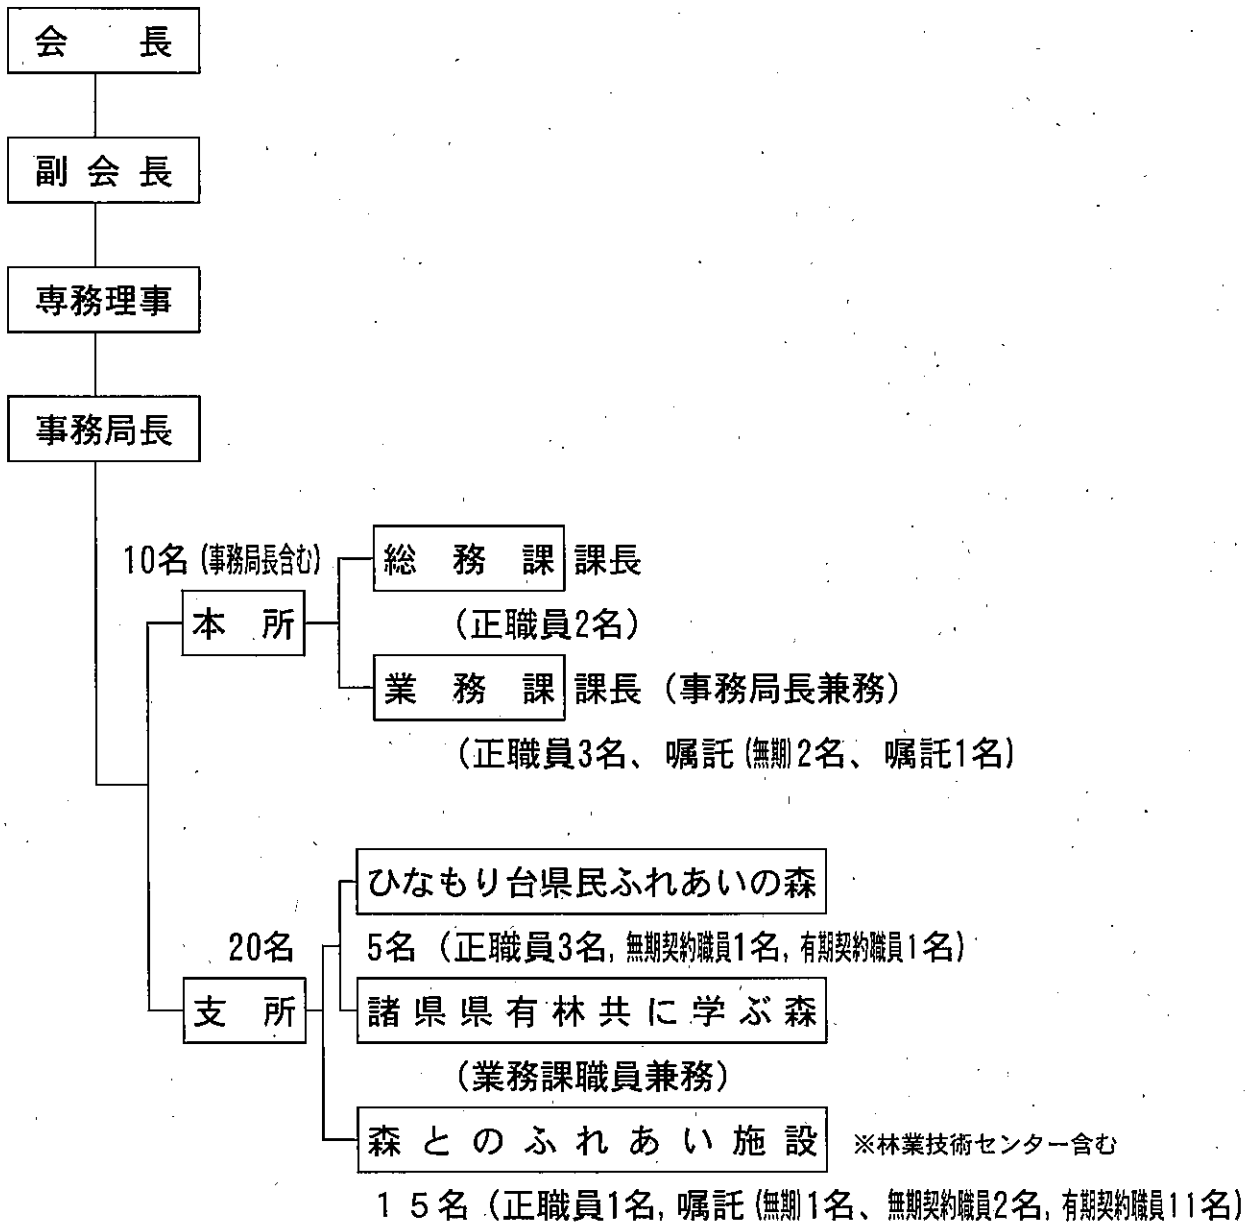 会　　長
副 会 長
専務理事
事務局長
10名 (事務局長含む)
総　務　課 課長
本　所
(正職員2名)
業　務　課 課長 (事務局長兼務)
(正職員3名、嘱託(無期)2名、嘱託1名)
ひなもり台県民ふれあいの森
20名
5名 (正職員3名, 無期契約職員1名, 有期契約職員1名)
支　所
諸県県有林共に学ぶ森
(業務課職員兼務)
森とのふれあい施設 ※林業技術センター含む
15名 (正職員1名, 嘱託(無期)1名、無期契約職員2名, 有期契約職員11名)